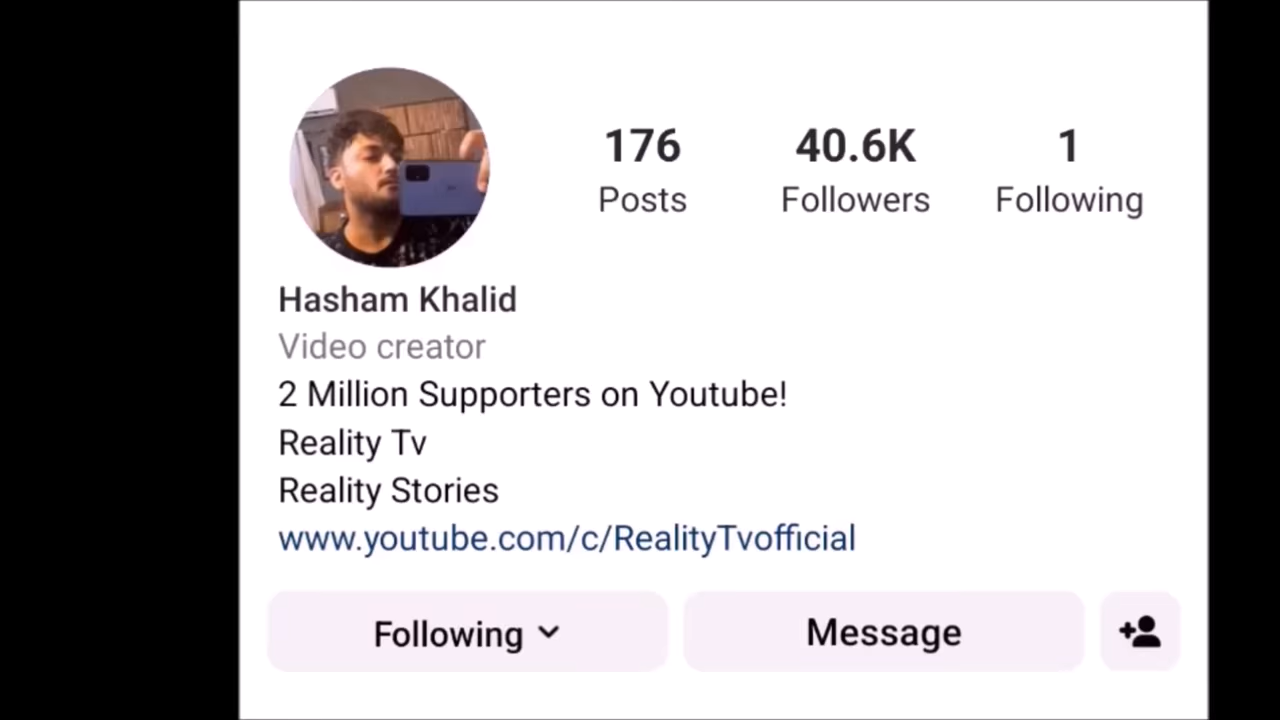 176 40.6K 1
Posts Followers Following
Hasham Khalid
Video creator
2 Million Supporters on Youtube!
Reality Tv
Reality Stories
www.youtube.com/c/RealityTvofficial
Following Message